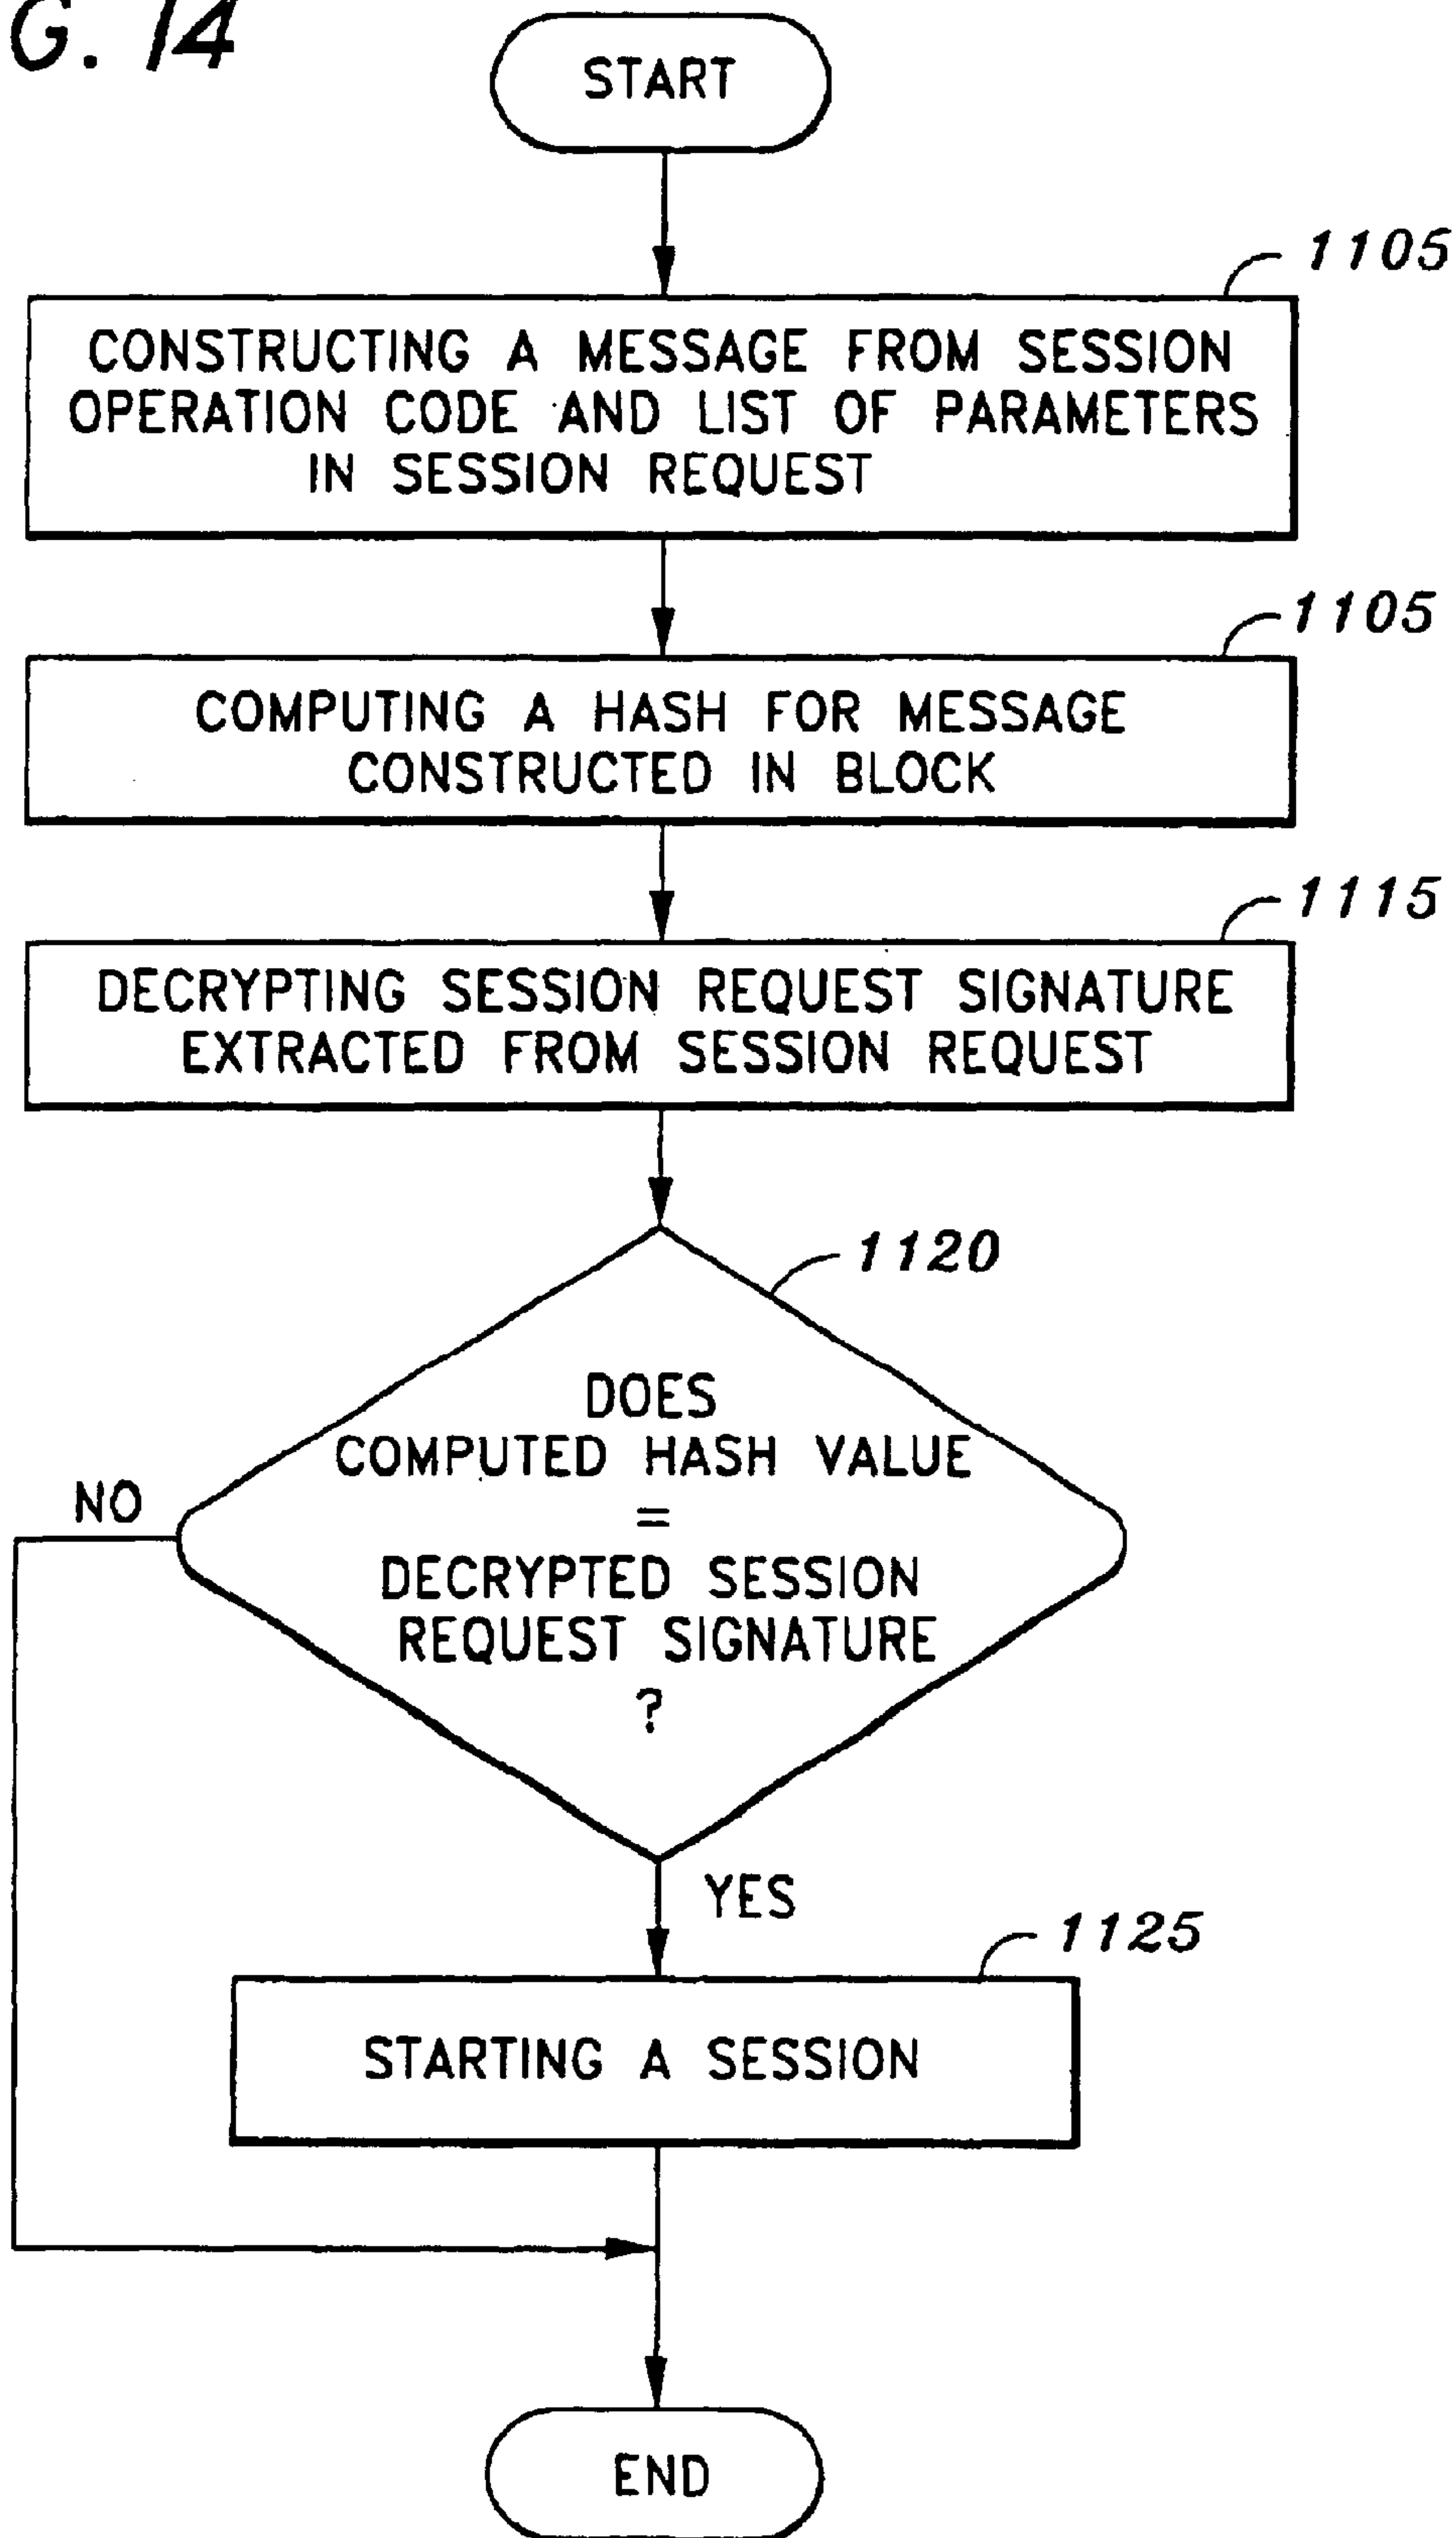 G. 14
START
1105
CONSTRUCTING A MESSAGE FROM SESSION
OPERATION CODE AND LIST OF PARAMETERS
IN SESSION REQUEST
1105
COMPUTING A HASH FOR MESSAGE
CONSTRUCTED IN BLOCK
1115
DECRYPTING SESSION REQUEST SIGNATURE
EXTRACTED FROM SESSION REQUEST
1120
DOES
COMPUTED HASH VALUE
=
DECRYPTED SESSION
REQUEST SIGNATURE
?
NO
YES
1125
STARTING A SESSION
END